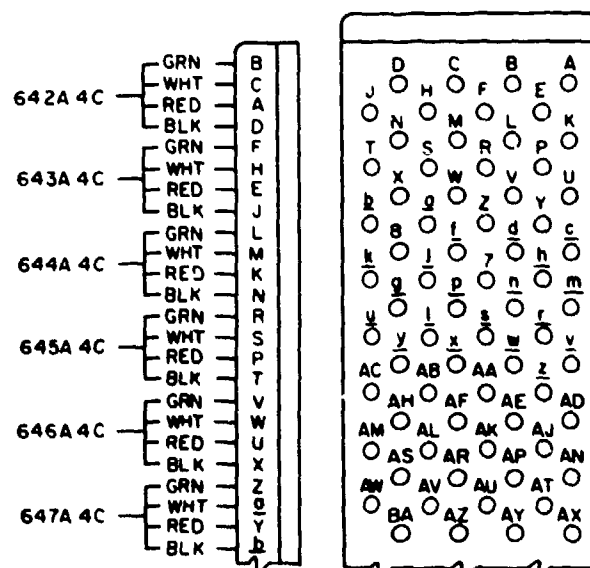 642A 4C
GRN B
WHT C
RED A
BLK D
643A 4C
GRN F
WHT H
RED E
BLK J
644A 4C
GRN L
WHT M
RED K
BLK N
645A 4C
GRN R
WHT S
RED P
BLK T
646A 4C
GRN V
WHT W
RED U
BLK X
647A 4C
GRN Z
WHT a
RED Y
BLK b
D C B A
J H F E
N M L K
T S R P
X W V U
b a Z Y
8 f d c
k j 7 h
q p n m
u t s r
y x w v
AC AB AA z
AH AF AE AD
AM AL AK AJ
AS AR AP AN
AW AV AU AT
BA AZ AY AX